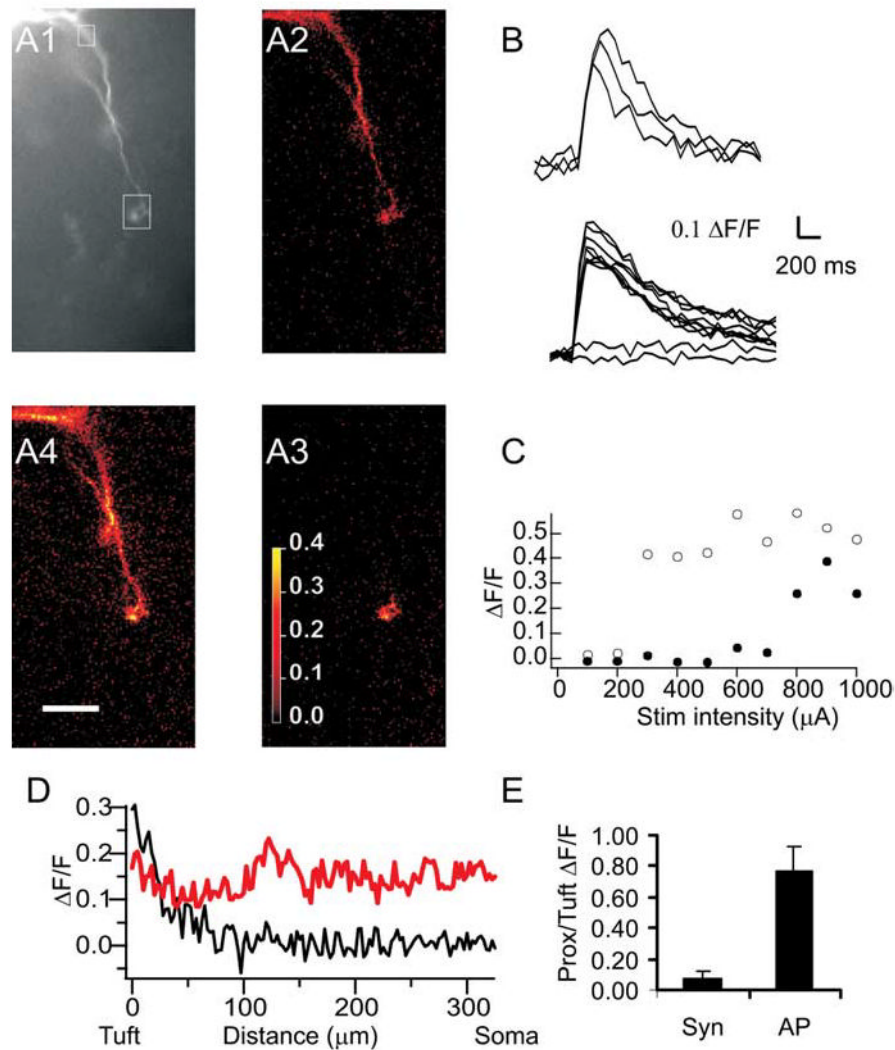 A1
A2
B
0.1 ΔF/F
200 ms
A4
A3
0.4
0.3
0.2
0.1
0.0
C
ΔF/F
0.5
0.4
0.3
0.2
0.1
0.0
0 200 400 600 800 1000
Stim intensity (μA)
D
ΔF/F
0.3
0.2
0.1
0.0
0 100 200 300
Tuft Distance (μm) Soma
E
Prox/Tuft ΔF/F
1.00
0.80
0.60
0.40
0.20
0.00
Syn AP